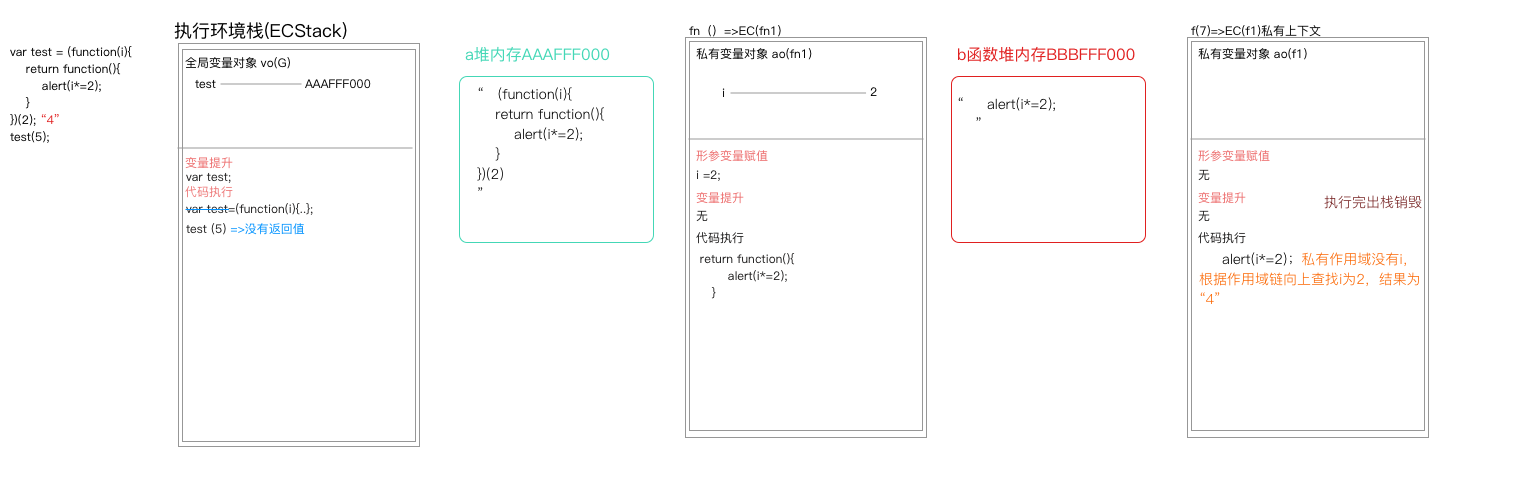 var test = (function(i){
return function(){
alert(i*=2);
}
})(2); “4”
test(5);
执行环境栈(ECStack)
全局变量对象 vo(G)
test AAAFFF000
变量提升
var test;
代码执行
var test=(function(i){..};
test (5) =>没有返回值
a堆内存AAAFFF000
“ (function(i){
return function(){
alert(i*=2);
}
})(2)
”
fn（）=>EC(fn1)
私有变量对象 ao(fn1)
i 2
形参变量赋值
i =2;
变量提升
无
代码执行
return function(){
alert(i*=2);
}
b函数堆内存BBBFFF000
“ alert(i*=2);
”
f(7)=>EC(f1)私有上下文
私有变量对象 ao(f1)
形参变量赋值
无
变量提升
执行完出栈销毁
无
代码执行
alert(i*=2)；私有作用域没有i，
根据作用域链向上查找i为2，结果为
“4”